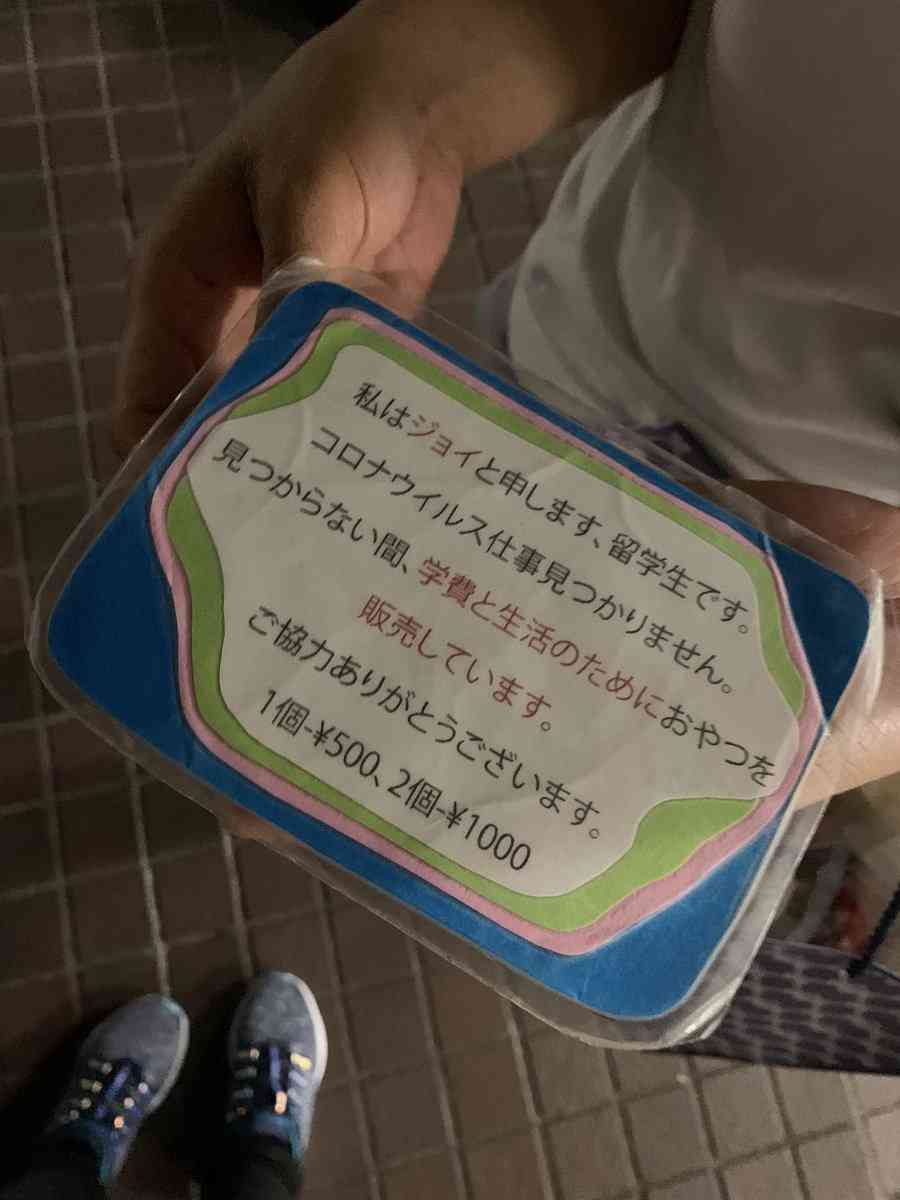 私はジョイと申します、留学生です。
コロナウイルス仕事見つかりません。
見つからない間、学費と生活のためにおやつを
販売しています。
ご協力ありがとうございます。
1個-¥500、2個-¥1000